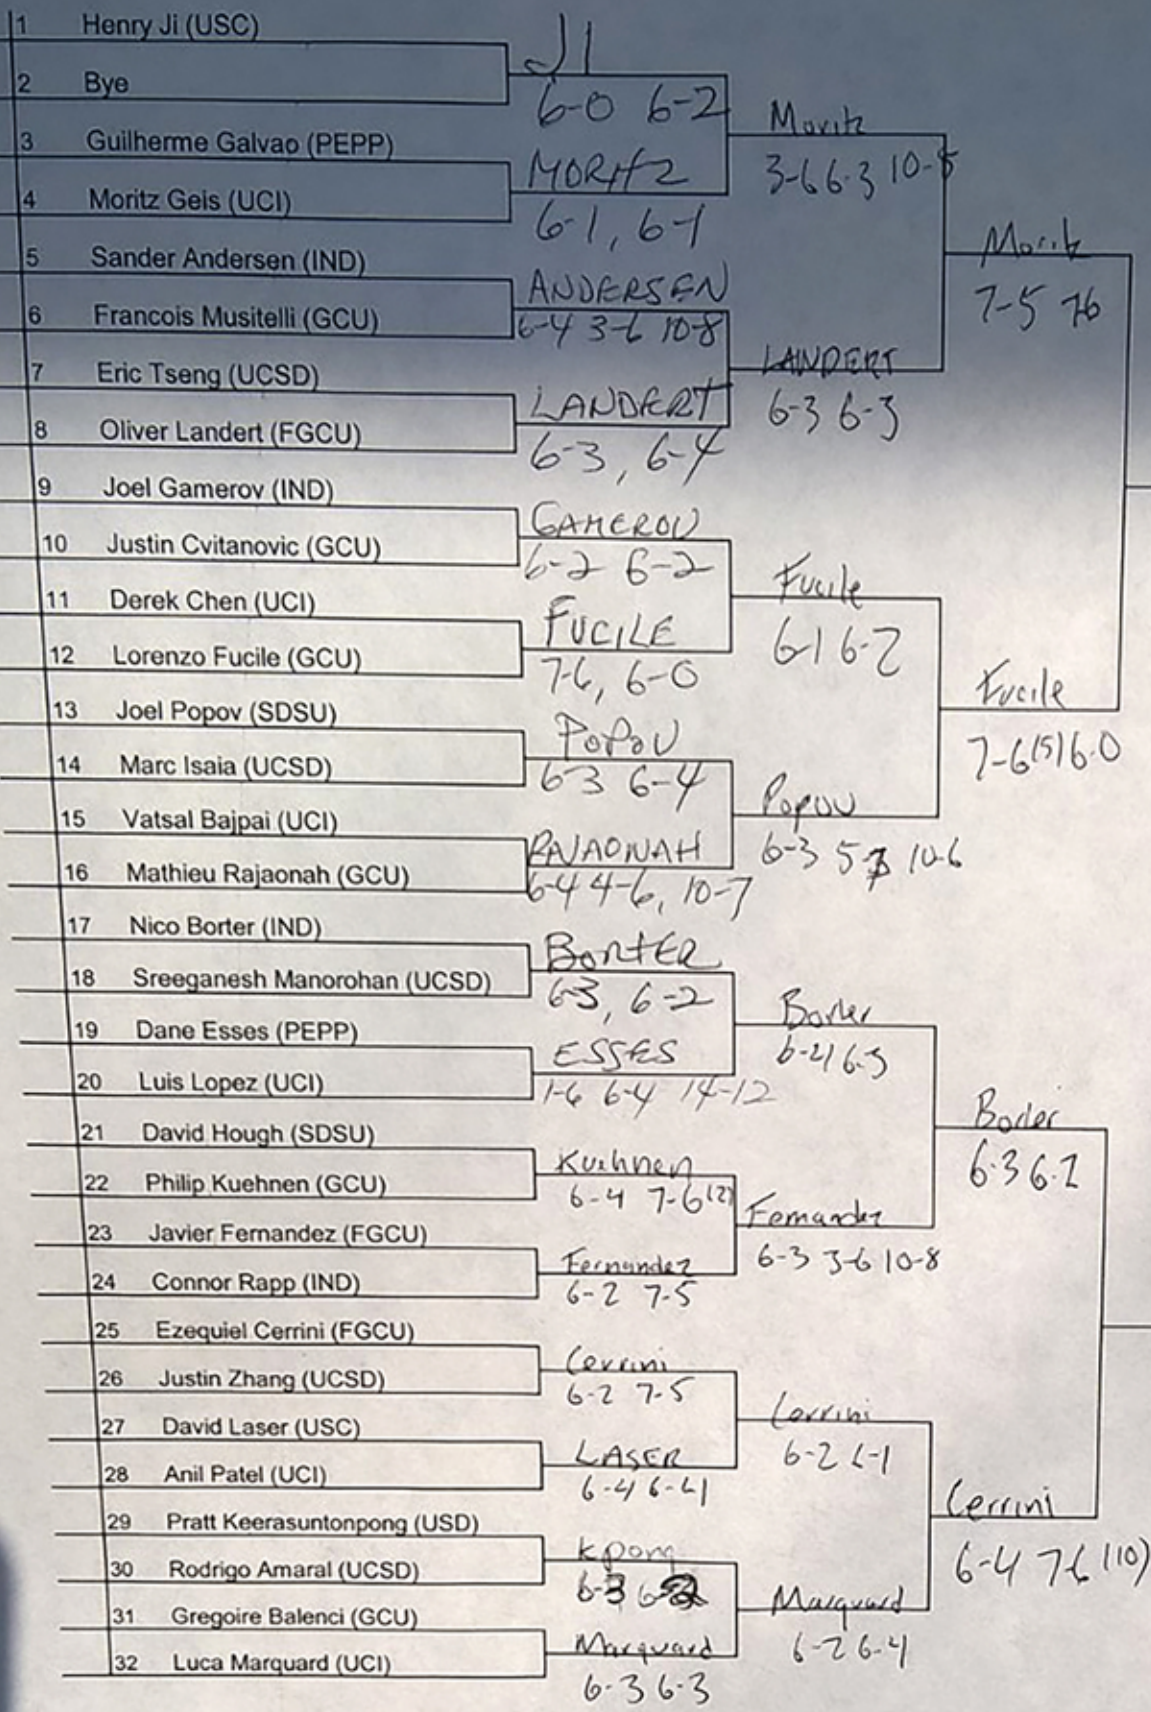 1 Henry Ji (USC)
2 Bye
3 Guilherme Galvao (PEPP)
4 Moritz Geis (UCI)
5 Sander Andersen (IND)
6 Francois Musitelli (GCU)
7 Eric Tseng (UCSD)
8 Oliver Landert (FGCU)
9 Joel Gamerov (IND)
10 Justin Cvitanovic (GCU)
11 Derek Chen (UCI)
12 Lorenzo Fucile (GCU)
13 Joel Popov (SDSU)
14 Marc Isaia (UCSD)
15 Vatsal Bajpai (UCI)
16 Mathieu Rajaonah (GCU)
17 Nico Borter (IND)
18 Sreeganesh Manorohan (UCSD)
19 Dane Esses (PEPP)
20 Luis Lopez (UCI)
21 David Hough (SDSU)
22 Philip Kuehnen (GCU)
23 Javier Fernandez (FGCU)
24 Connor Rapp (IND)
25 Ezequiel Cerrini (FGCU)
26 Justin Zhang (UCSD)
27 David Laser (USC)
28 Anil Patel (UCI)
29 Pratt Keerasuntonpong (USD)
30 Rodrigo Amaral (UCSD)
31 Gregoire Balenci (GCU)
32 Luca Marquard (UCI)
JI
6-0 6-2
MORITZ
6-1, 6-1
ANDERSEN
6-4 3-6 10-8
LANDERT
6-3, 6-4
GAMEROV
6-2 6-2
FUCILE
7-6, 6-0
POPOV
6-3 6-4
RAJAONAH
6-4 4-6, 10-7
BORTER
6-3, 6-2
ESSES
1-6 6-4 14-12
Kuehnen
6-4 7-6(2)
Fernandez
6-2 7-5
Cerrini
6-2 7-5
LASER
6-4 6-4
Kpong
6-3
Marquard
6-3 6-3
Moritz
3-6 6-3 10-8
LANDERT
6-3 6-3
Fucile
6-1 6-2
Popov
6-3 5-7 10-6
Borter
6-4 6-3
Fernandez
6-3 3-6 10-8
Cerrini
6-2 6-1
Marquard
6-2 6-4
Moritz
7-5 76
Fucile
7-6(5) 6-0
Borter
6-3 6-2
Cerrini
6-4 7-6 (10)